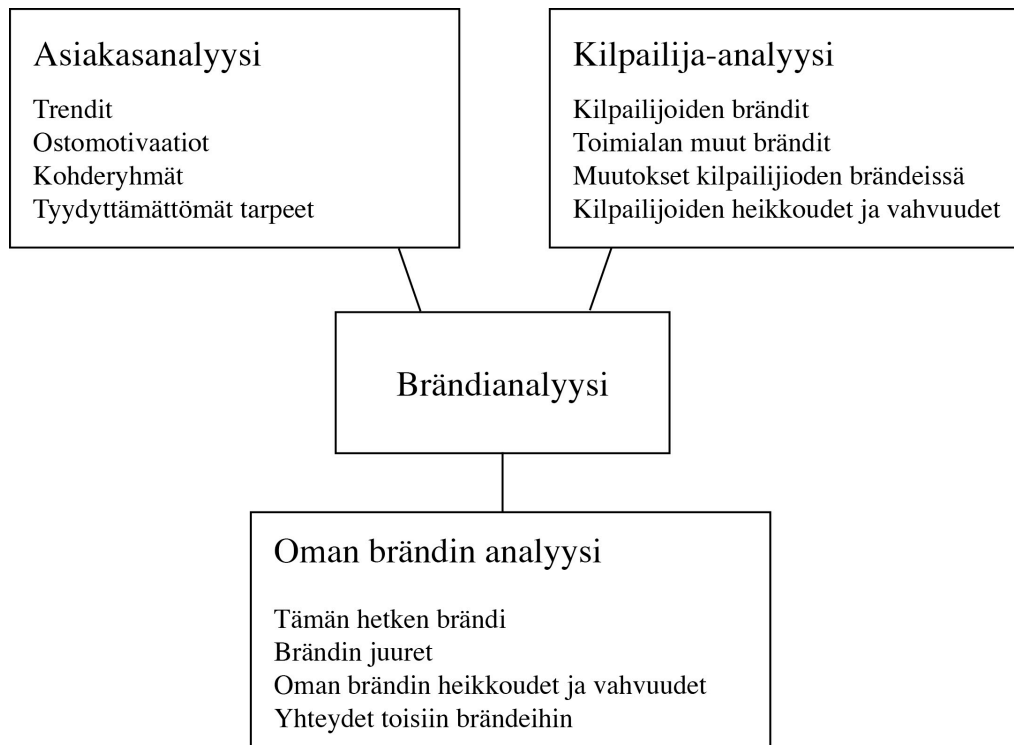 Asiakasanalyysi
Trendit
Ostomotivaatiot
Kohderyhmät
Tyydyttämättömät tarpeet
Kilpailija-analyysi
Kilpailijoiden brändit
Toimialan muut brändit
Muutokset kilpailijioden brändeissä
Kilpailijoiden heikkoudet ja vahvuudet
Brändianalyysi
Oman brändin analyysi
Tämän hetken brändi
Brändin juuret
Oman brändin heikkoudet ja vahvuudet
Yhteydet toisiin brändeihin